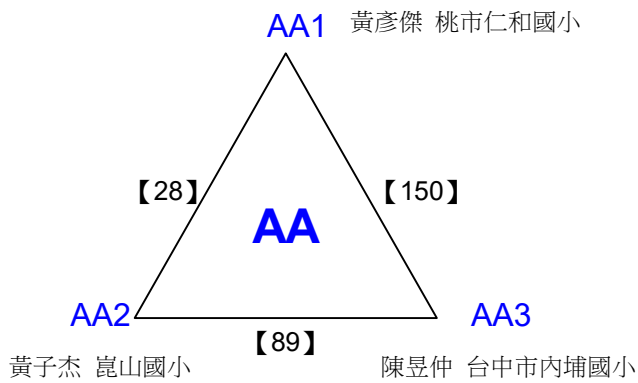 AA1 黃彥傑 桃市仁和國小
【28】 【150】
AA
AA2 AA3
【89】
黃子杰 崑山國小 陳昱仲 台中市內埔國小